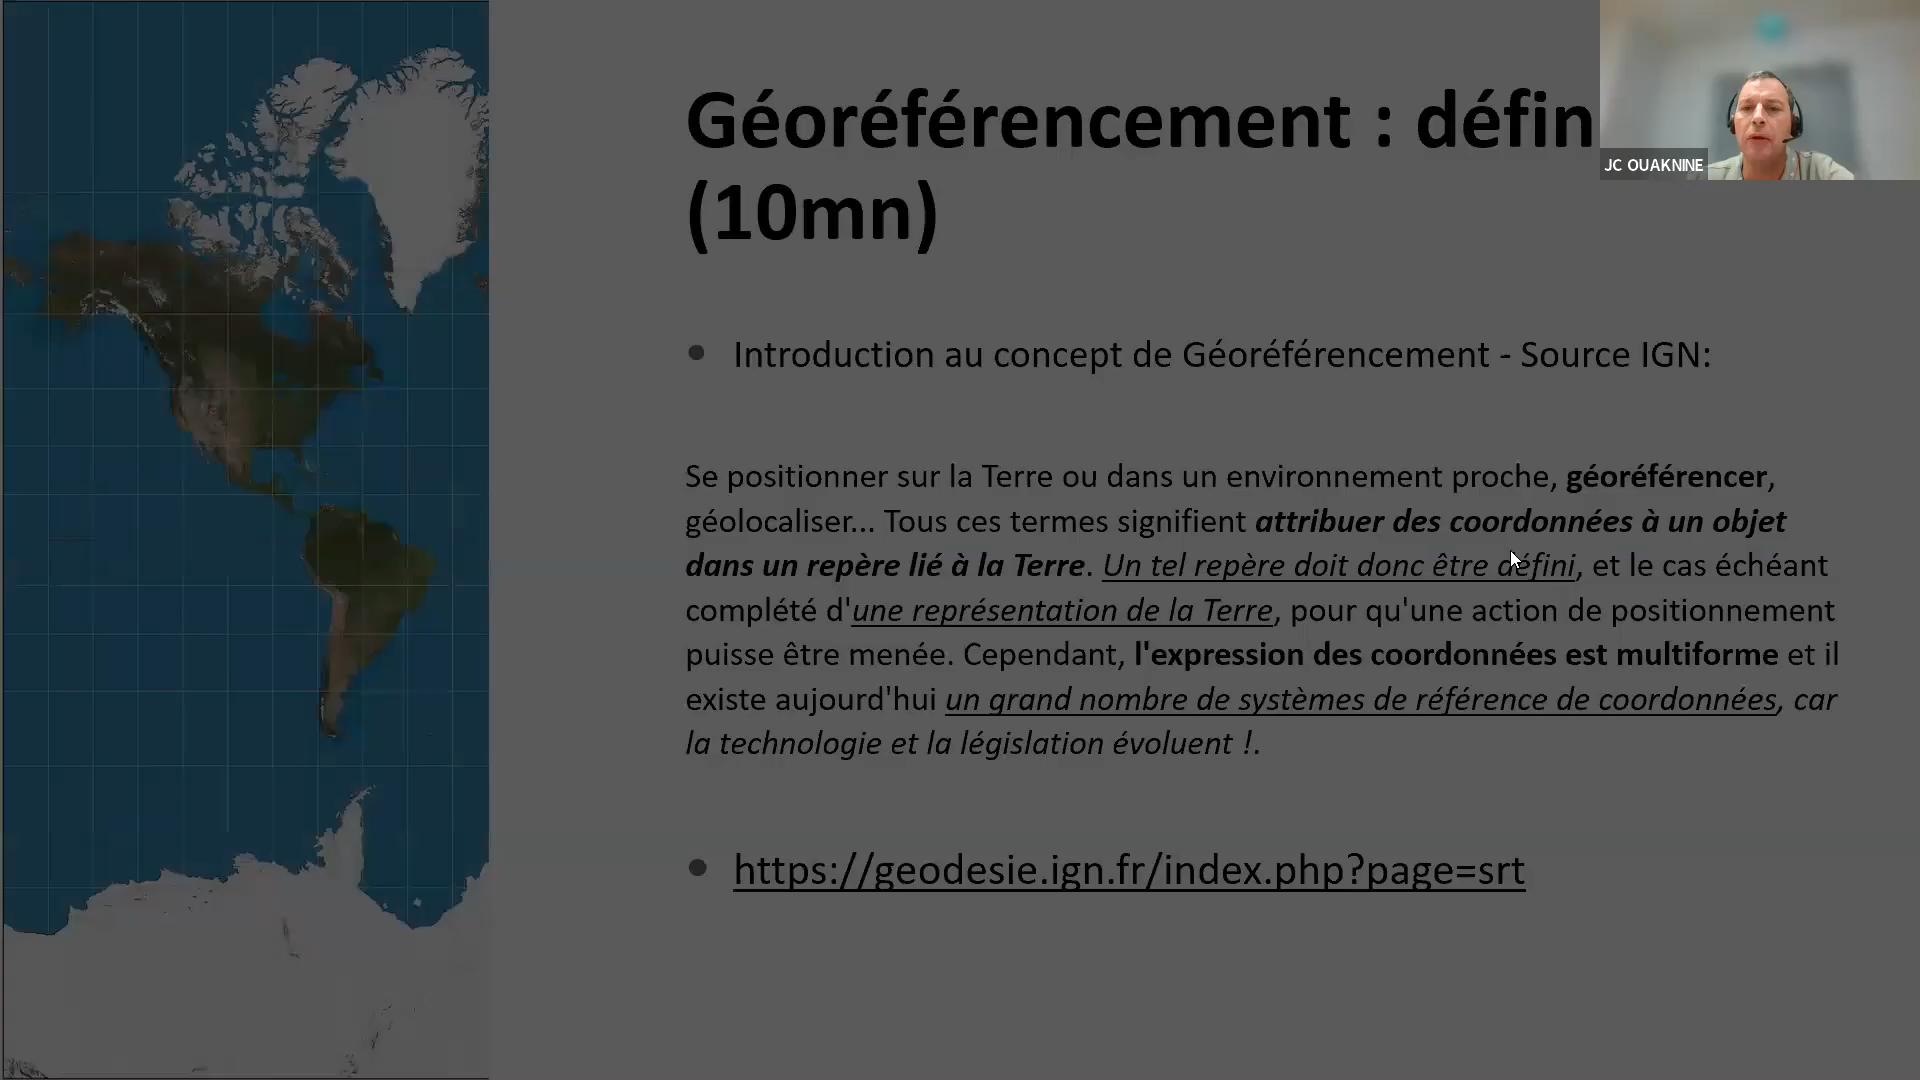 Géoréférencement : défin
(10mn)
JC OUAKNINE
Introduction au concept de Géoréférencement - Source IGN:
Se positionner sur la Terre ou dans un environnement proche, géoréférencer,
géolocaliser... Tous ces termes signifient attribuer des coordonnées à un objet
dans un repère lié à la Terre. Un tel repère doit donc être défini, et le cas échéant
complété d'une représentation de la Terre, pour qu'une action de positionnement
puisse être menée. Cependant, l'expression des coordonnées est multiforme et il
existe aujourd'hui un grand nombre de systèmes de référence de coordonnées, car
la technologie et la législation évoluent !.
https://geodesie.ign.fr/index.php?page=srt